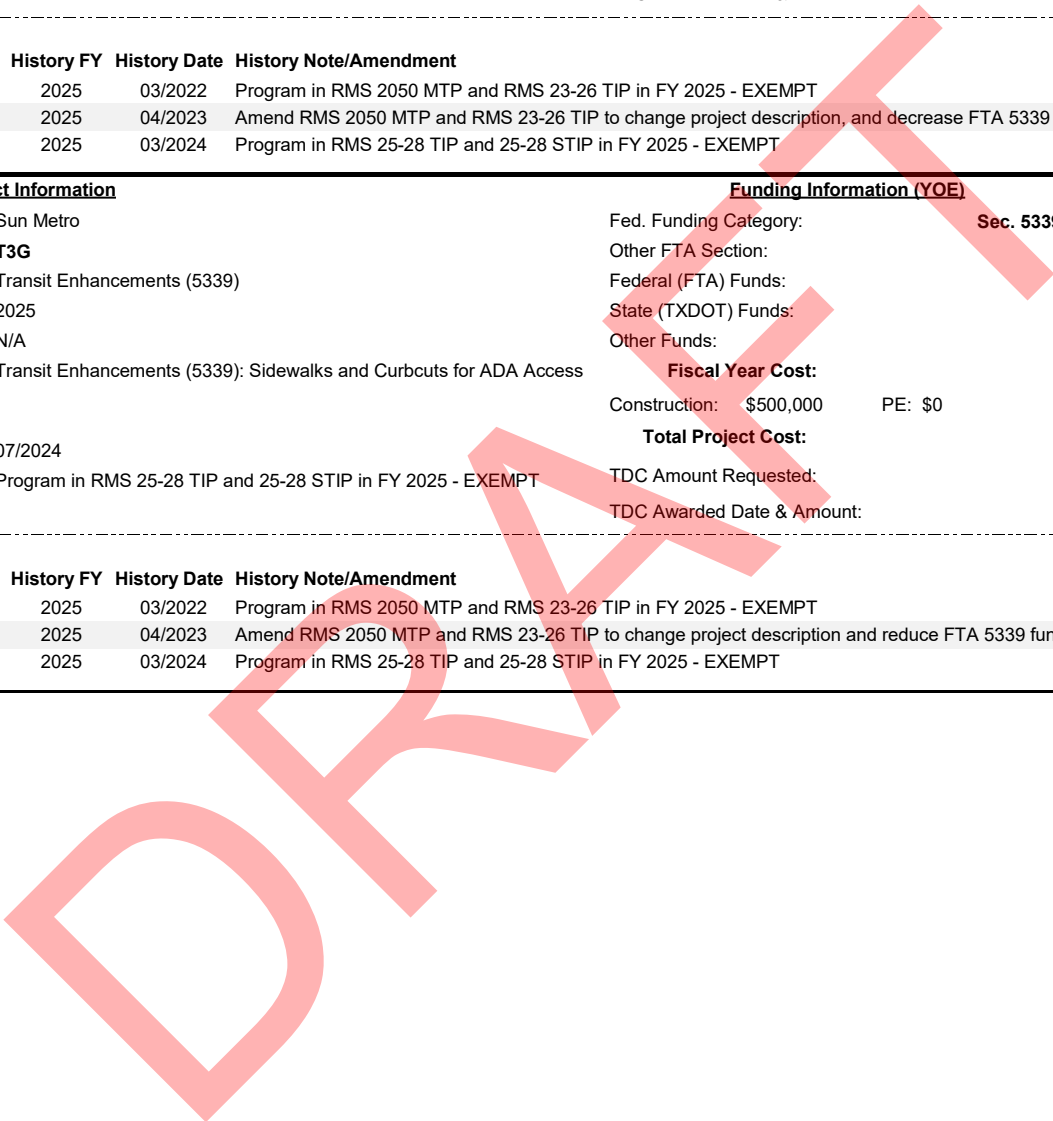 History FY History Date History Note/Amendment
2025 03/2022 Program in RMS 2050 MTP and RMS 23-26 TIP in FY 2025 - EXEMPT
2025 04/2023 Amend RMS 2050 MTP and RMS 23-26 TIP to change project description, and decrease FTA 5339
2025 03/2024 Program in RMS 25-28 TIP and 25-28 STIP in FY 2025 - EXEMPT
ct Information Funding Information (YOE)
Sun Metro Fed. Funding Category: Sec. 5339
T3G Other FTA Section:
Transit Enhancements (5339) Federal (FTA) Funds:
2025 State (TXDOT) Funds:
N/A Other Funds:
Transit Enhancements (5339): Sidewalks and Curbcuts for ADA Access Fiscal Year Cost:
Construction: $500,000 PE: $0
Total Project Cost:
07/2024
Program in RMS 25-28 TIP and 25-28 STIP in FY 2025 - EXEMPT TDC Amount Requested:
TDC Awarded Date & Amount:
History FY History Date History Note/Amendment
2025 03/2022 Program in RMS 2050 MTP and RMS 23-26 TIP in FY 2025 - EXEMPT
2025 04/2023 Amend RMS 2050 MTP and RMS 23-26 TIP to change project description and reduce FTA 5339 fun
2025 03/2024 Program in RMS 25-28 TIP and 25-28 STIP in FY 2025 - EXEMPT
DRAFT